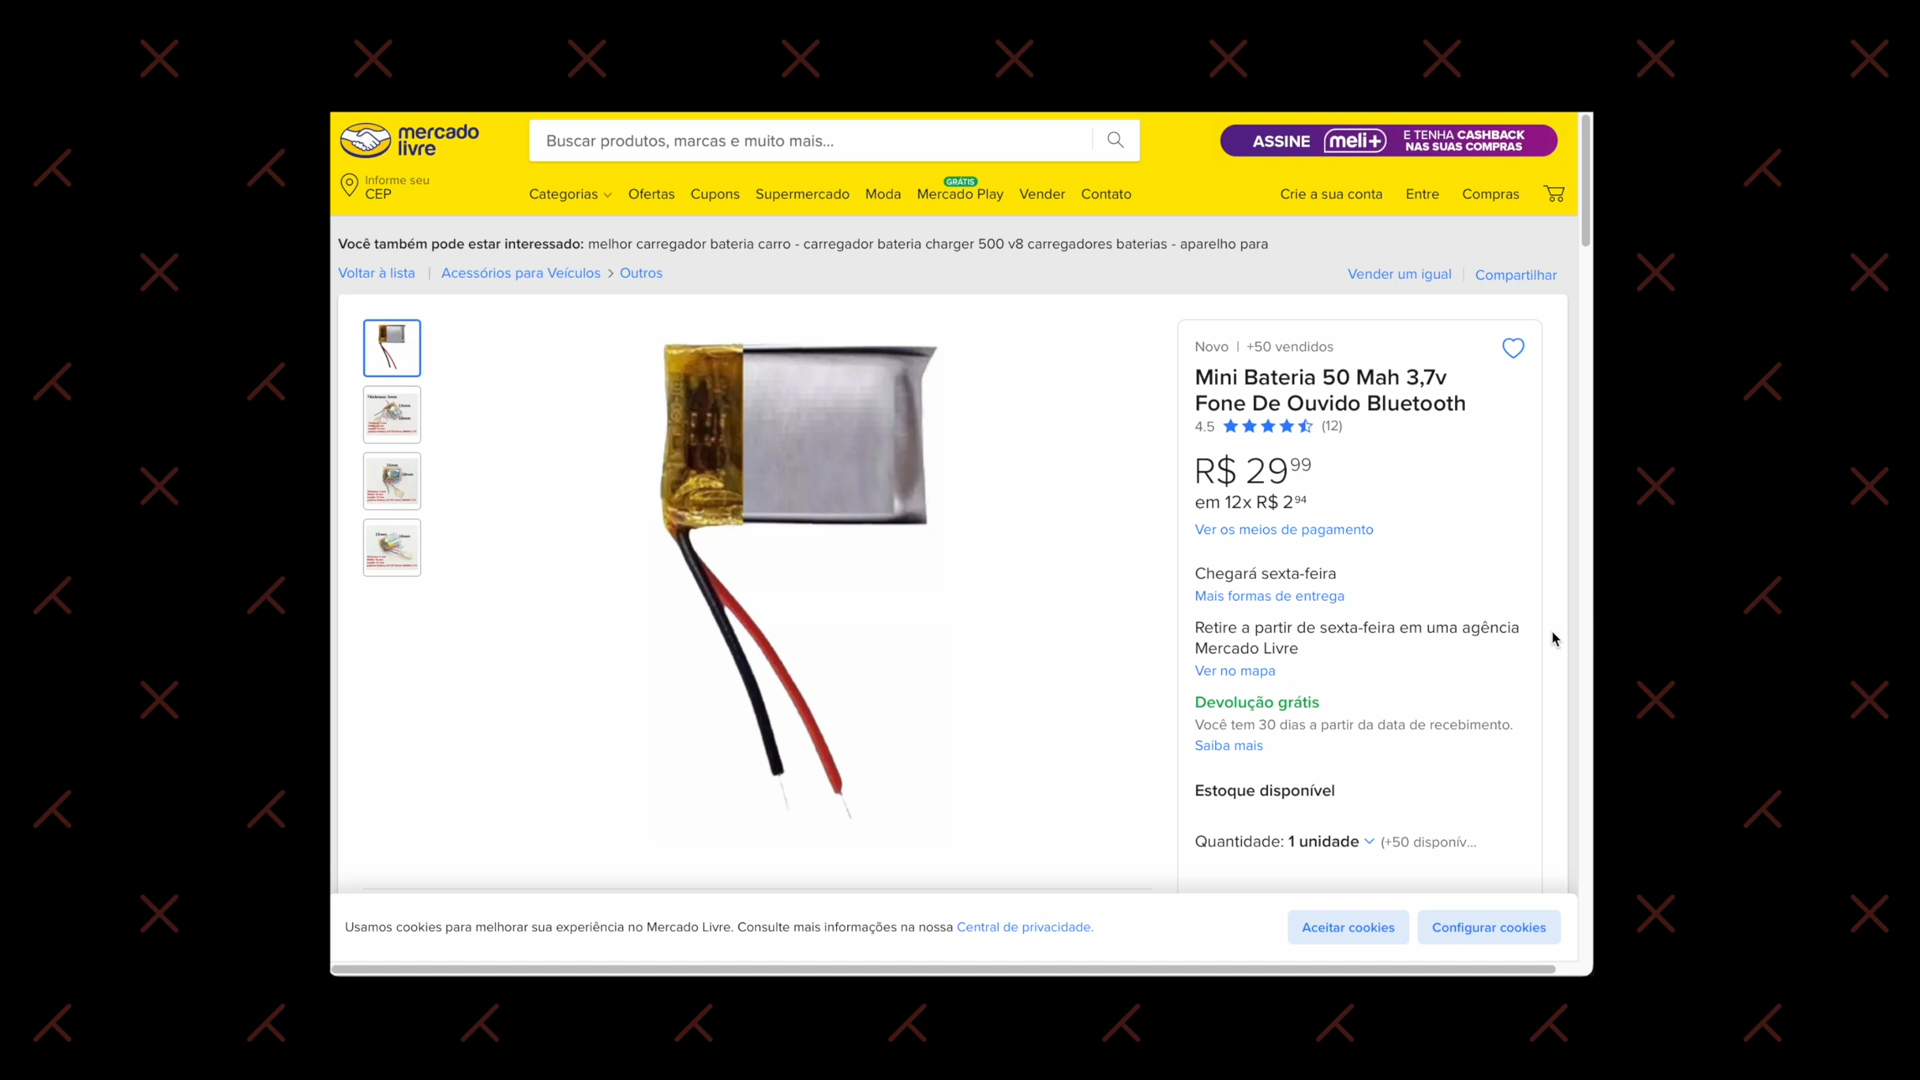 mercado
livre
Buscar produtos, marcas e muito mais...
ASSINE meli+ E TENHA CASHBACK
NAS SUAS COMPRAS
Informe seu
CEP
GRÁTIS
Categorias Ofertas Cupons Supermercado Moda Mercado Play Vender Contato
Crie a sua conta Entre Compras
Você também pode estar interessado: melhor carregador bateria carro - carregador bateria charger 500 v8 carregadores baterias - aparelho para
Voltar à lista | Acessórios para Veículos > Outros
Vender um igual | Compartilhar
Novo | +50 vendidos
Mini Bateria 50 Mah 3,7v
Fone De Ouvido Bluetooth
4.5 (12)
R$ 29 99
em 12x R$ 2 94
Ver os meios de pagamento
Chegará sexta-feira
Mais formas de entrega
Retire a partir de sexta-feira em uma agência
Mercado Livre
Ver no mapa
Devolução grátis
Você tem 30 dias a partir da data de recebimento.
Saiba mais
Estoque disponível
Quantidade: 1 unidade (+50 disponív...
Usamos cookies para melhorar sua experiência no Mercado Livre. Consulte mais informações na nossa Central de privacidade.
Aceitar cookies
Configurar cookies